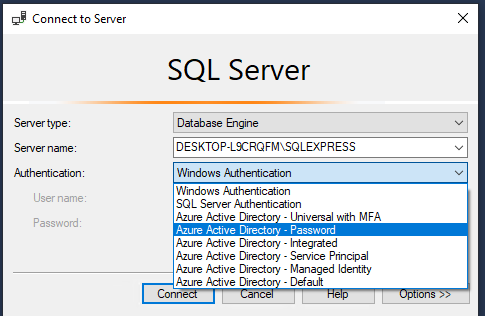 Connect to Server
SQL Server
Server type: Database Engine
Server name: DESKTOP-L9CRQFM\SQLEXPRESS
Authentication: Windows Authentication
Windows Authentication
User name:
SQL Server Authentication
Azure Active Directory - Universal with MFA
Password:
Azure Active Directory - Password
Azure Active Directory - Integrated
Azure Active Directory - Service Principal
Azure Active Directory - Managed Identity
Azure Active Directory - Default
Connect Cancel Help Options >>